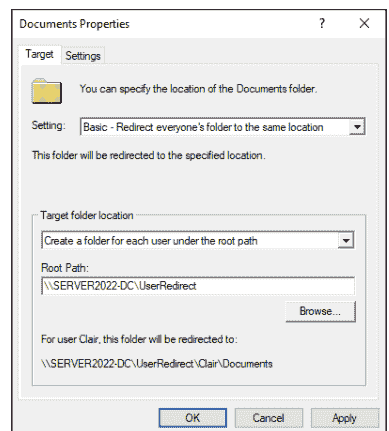 Documents Properties ? ×
Target Settings
You can specify the location of the Documents folder.
Setting: Basic - Redirect everyone's folder to the same location
This folder will be redirected to the specified location.
Target folder location
Create a folder for each user under the root path
Root Path:
\\SERVER2022-DC\UserRedirect
Browse...
For user Clair, this folder will be redirected to:
\\SERVER2022-DC\UserRedirect\Clair\Documents
OK Cancel Apply